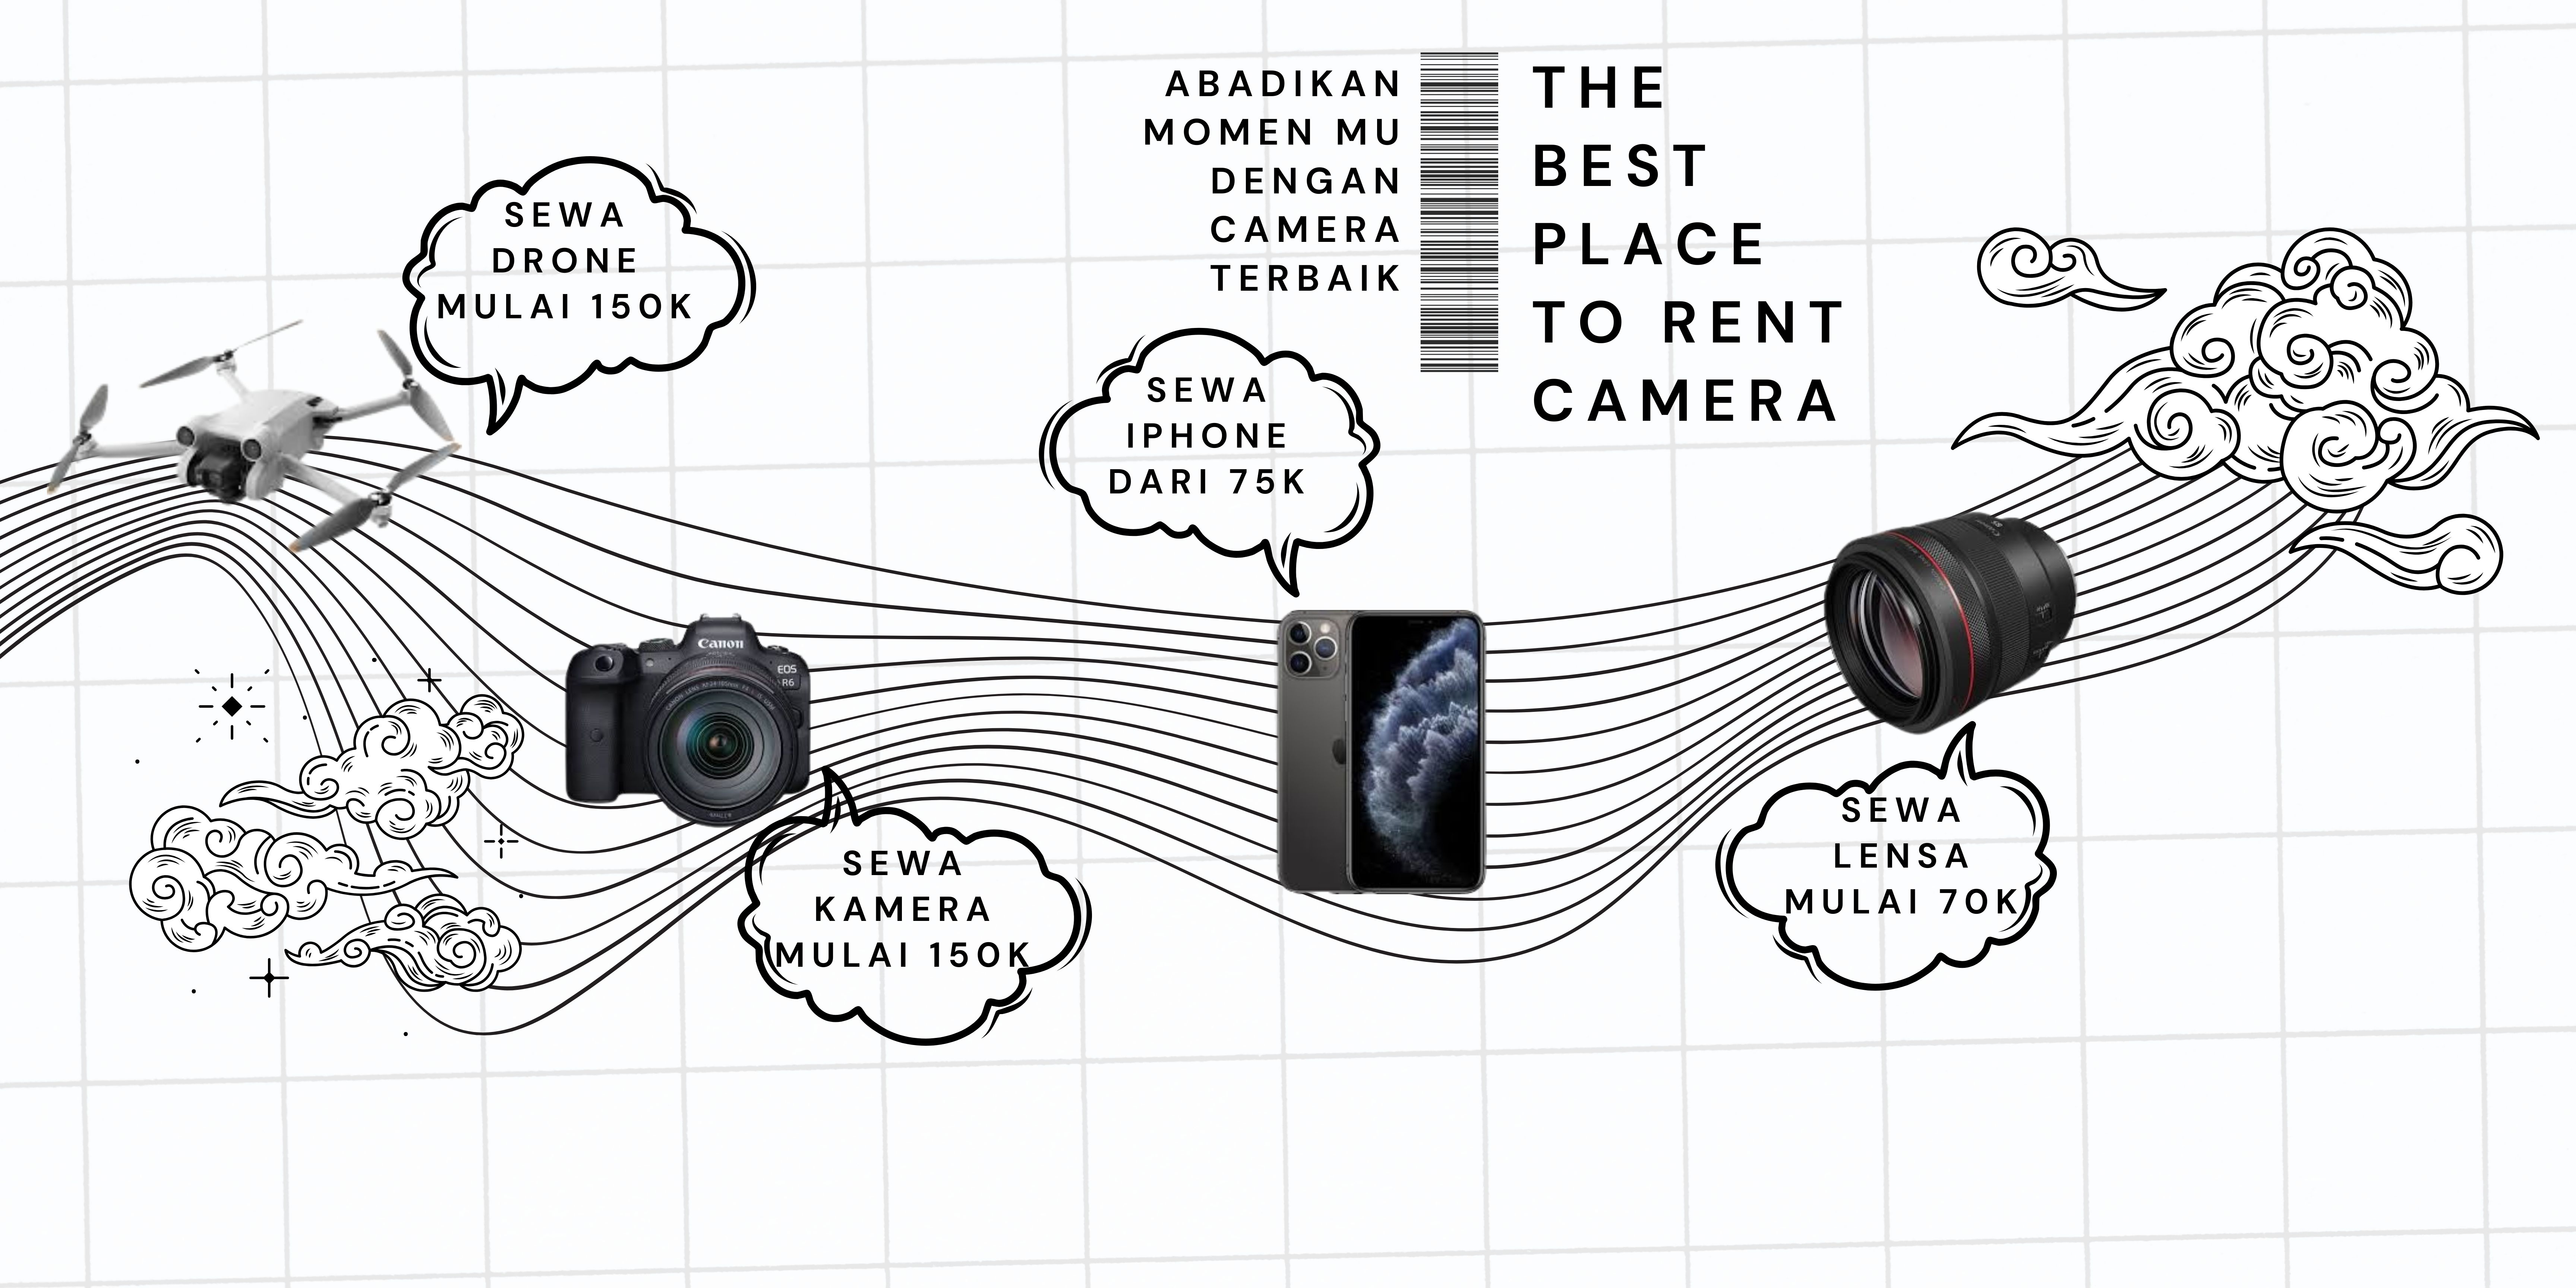 ABADIKAN
MOMEN MU
DENGAN
CAMERA
TERBAIK
THE
BEST
PLACE
TO RENT
CAMERA
SEWA
DRONE
MULAI 150K
SEWA
IPHONE
DARI 75K
Canon
EOS
R6
SEWA
KAMERA
MULAI 150K
SEWA
LENSA
MULAI 70K